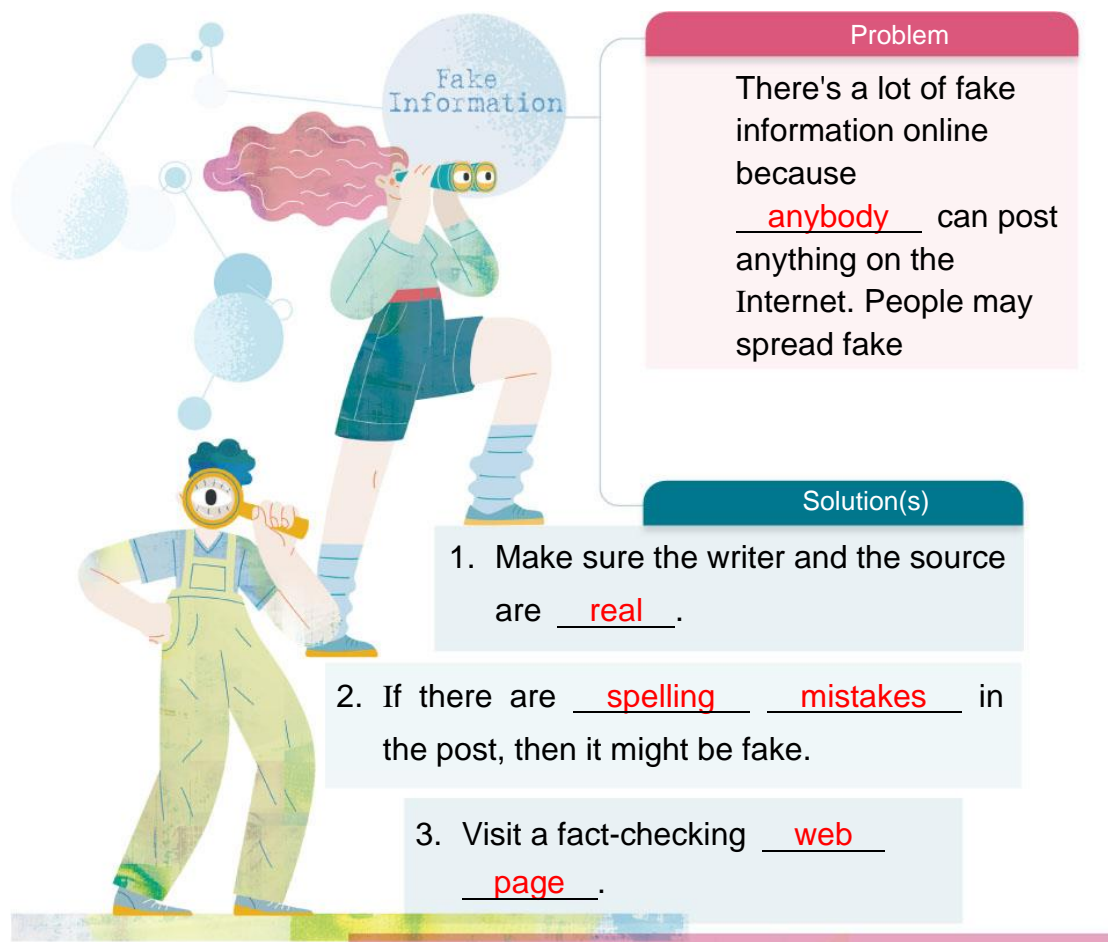 Fake
Information
Problem
There's a lot of fake
information online
because
anybody can post
anything on the
Internet. People may
spread fake
Solution(s)
1. Make sure the writer and the source
are real.
2. If there are spelling mistakes in
the post, then it might be fake.
3. Visit a fact-checking web
page.